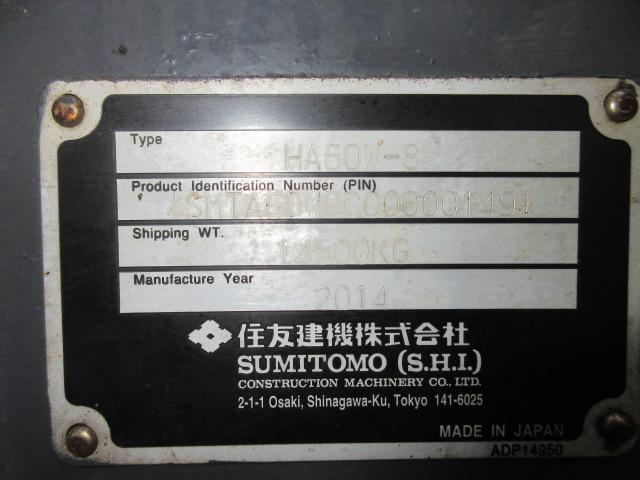 Type
HA60W-8
Product Identification Number (PIN)
Shipping WT.
14500KG
Manufacture Year
2014
住友建機株式会社
SUMITOMO (S.H.I.)
CONSTRUCTION MACHINERY CO., LTD.
2-1-1 Osaki, Shinagawa-Ku, Tokyo 141-6025
MADE IN JAPAN
ADP14950